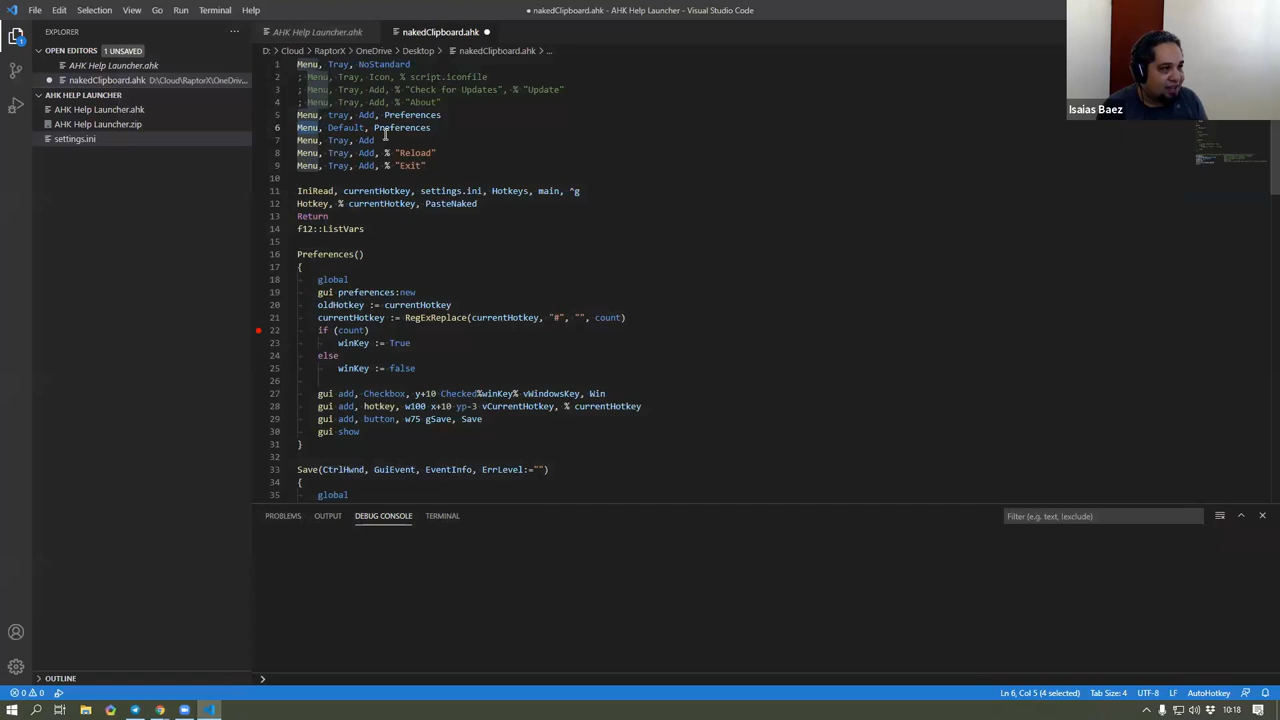 File Edit Selection View Go Run Terminal Help
nakedClipboard.ahk - AHK Help Launcher - Visual Studio Code
Isaias Baez
EXPLORER
OPEN EDITORS 1 UNSAVED
AHK Help Launcher.ahk
nakedClipboard.ahk D:\Cloud\RaptorX\OneDriv...
AHK HELP LAUNCHER
AHK Help Launcher.ahk
AHK Help Launcher.zip
settings.ini
OUTLINE
AHK Help Launcher.ahk nakedClipboard.ahk
D: > Cloud > RaptorX > OneDrive > Desktop > nakedClipboard.ahk > ...
1 Menu, Tray, NoStandard
2 ; Menu, Tray, Icon, % script.iconfile
3 ; Menu, Tray, Add, % "Check for Updates", % "Update"
4 ; Menu, Tray, Add, % "About"
5 Menu, tray, Add, Preferences
6 Menu, Default, Preferences
7 Menu, Tray, Add
8 Menu, Tray, Add, % "Reload"
9 Menu, Tray, Add, % "Exit"
10
11 IniRead, currentHotkey, settings.ini, Hotkeys, main, ^g
12 Hotkey, % currentHotkey, PasteNaked
13 Return
14 f12::ListVars
15
16 Preferences()
17 {
18 global
19 gui preferences:new
20 oldHotkey := currentHotkey
21 currentHotkey := RegExReplace(currentHotkey, "#", "", count)
22 if (count)
23 winKey := True
24 else
25 winKey := false
26
27 gui add, Checkbox, y+10 Checked%winKey% vWindowsKey, Win
28 gui add, hotkey, w100 x+10 yp-3 vCurrentHotkey, % currentHotkey
29 gui add, button, w75 gSave, Save
30 gui show
31 }
32
33 Save(CtrlHwnd, GuiEvent, EventInfo, ErrLevel:="")
34 {
35 global
PROBLEMS OUTPUT DEBUG CONSOLE TERMINAL
Filter (e.g. text, !exclude)
0 0 Ln 6, Col 5 (4 selected) Tab Size: 4 UTF-8 LF AutoHotkey
10:18